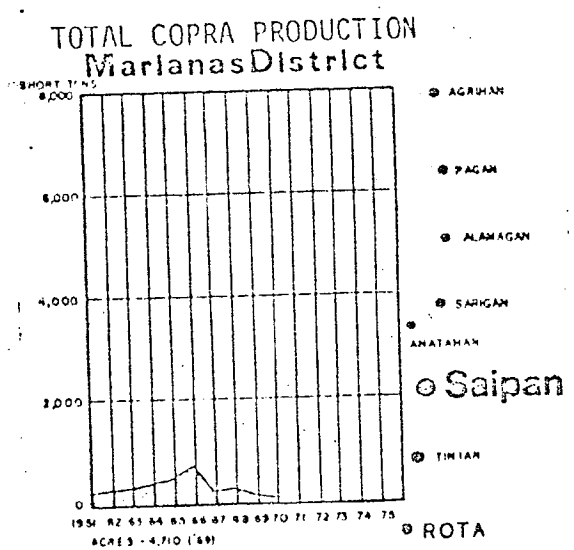 TOTAL COPRA PRODUCTION
Marianas District
SHORT TONS
8,000
6,000
4,000
2,000
0
1951 62 63 64 65 66 67 68 69 70 71 72 73 74 75
ACRES - 4,710 ('69)
AGRIHAN
PAGAN
ALAMAGAN
SARIGAN
ANATAHAN
Saipan
TINIAN
ROTA